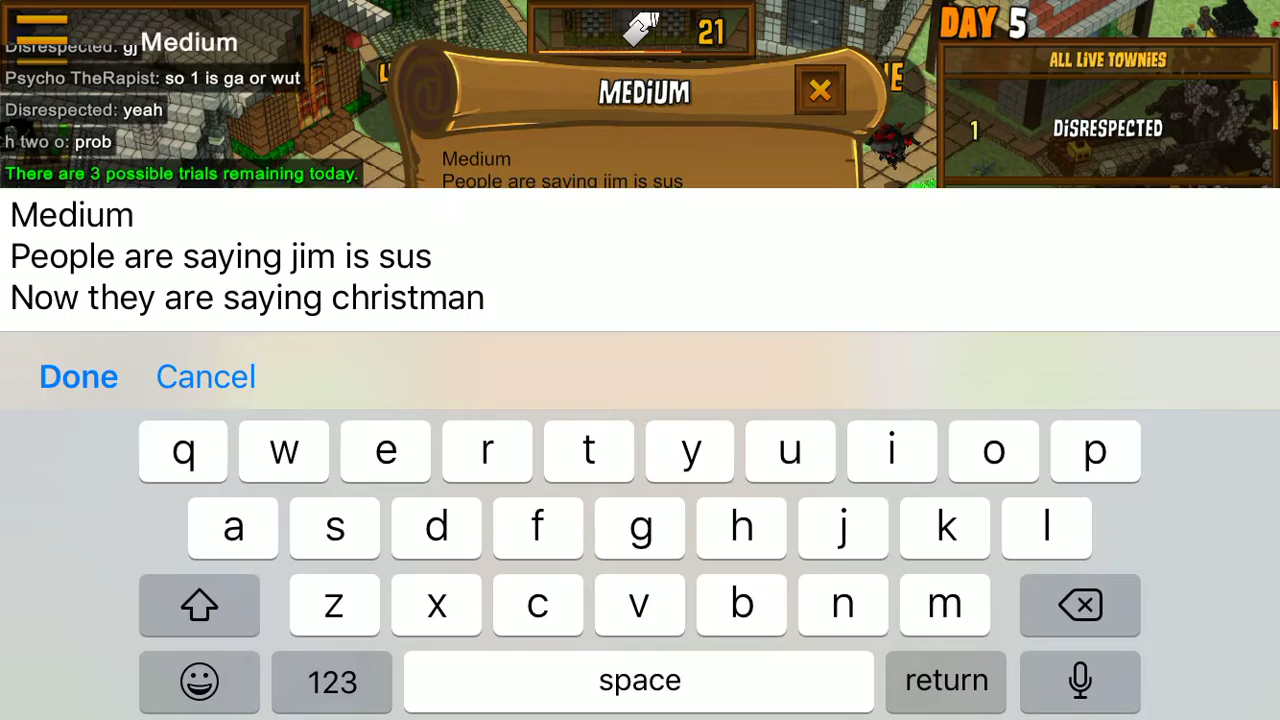 Disrespected: gj
Medium
Psycho TheRapist: so 1 is ga or wut
Disrespected: yeah
h two o: prob
There are 3 possible trials remaining today.
21
MEDIUM
Medium
People are saying jim is sus
DAY 5
ALL LIVE TOWNIES
1 DISRESPECTED
Medium
People are saying jim is sus
Now they are saying christman
Done Cancel
q w e r t y u i o p
a s d f g h j k l
z x c v b n m
123 space return